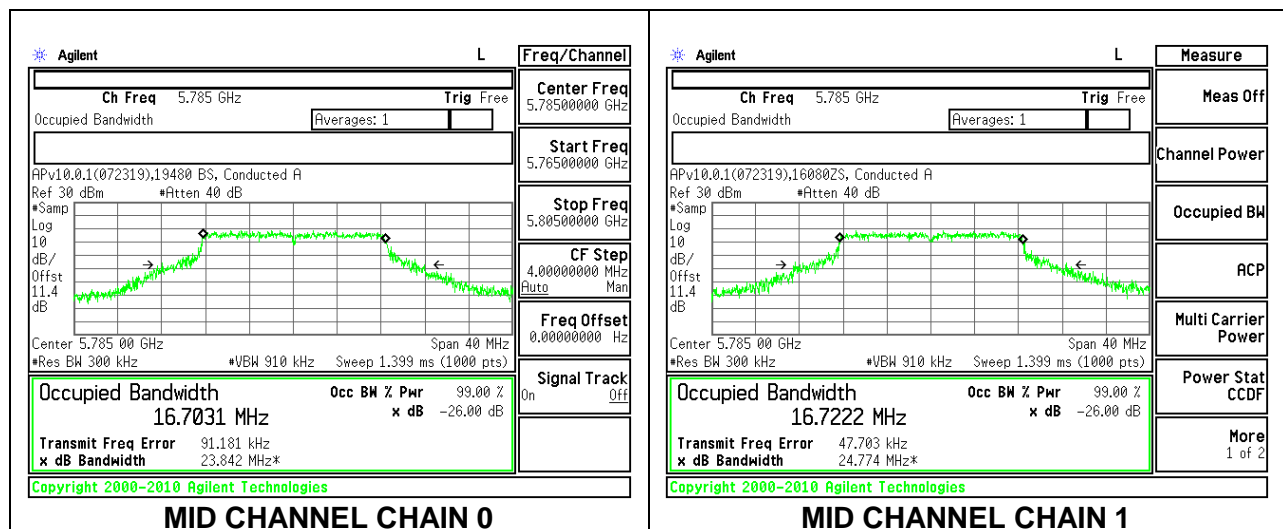 Agilent L Freq/Channel
Ch Freq 5.785 GHz Trig Free
Occupied Bandwidth Averages: 1
APv10.0.1(072319),19480 BS, Conducted A
Ref 30 dBm #Atten 40 dB
#Samp
Log
10
dB/
Offst
11.4
dB
Center 5.785 00 GHz Span 40 MHz
#Res BW 300 kHz #VBW 910 kHz Sweep 1.399 ms (1000 pts)
Occupied Bandwidth Occ BW % Pwr 99.00 %
16.7031 MHz x dB -26.00 dB
Transmit Freq Error 91.181 kHz
x dB Bandwidth 23.842 MHz*
Copyright 2000-2010 Agilent Technologies
Center Freq
5.78500000 GHz
Start Freq
5.76500000 GHz
Stop Freq
5.80500000 GHz
CF Step
4.00000000 MHz
Auto Man
Freq Offset
0.00000000 Hz
Signal Track
On Off
MID CHANNEL CHAIN 0
Agilent L Measure
Ch Freq 5.785 GHz Trig Free
Occupied Bandwidth Averages: 1
APv10.0.1(072319),16080ZS, Conducted A
Ref 30 dBm #Atten 40 dB
#Samp
Log
10
dB/
Offst
11.4
dB
Center 5.785 00 GHz Span 40 MHz
#Res BW 300 kHz #VBW 910 kHz Sweep 1.399 ms (1000 pts)
Occupied Bandwidth Occ BW % Pwr 99.00 %
16.7222 MHz x dB -26.00 dB
Transmit Freq Error 47.703 kHz
x dB Bandwidth 24.774 MHz*
Copyright 2000-2010 Agilent Technologies
Meas Off
Channel Power
Occupied BW
ACP
Multi Carrier
Power
Power Stat
CCDF
More
1 of 2
MID CHANNEL CHAIN 1